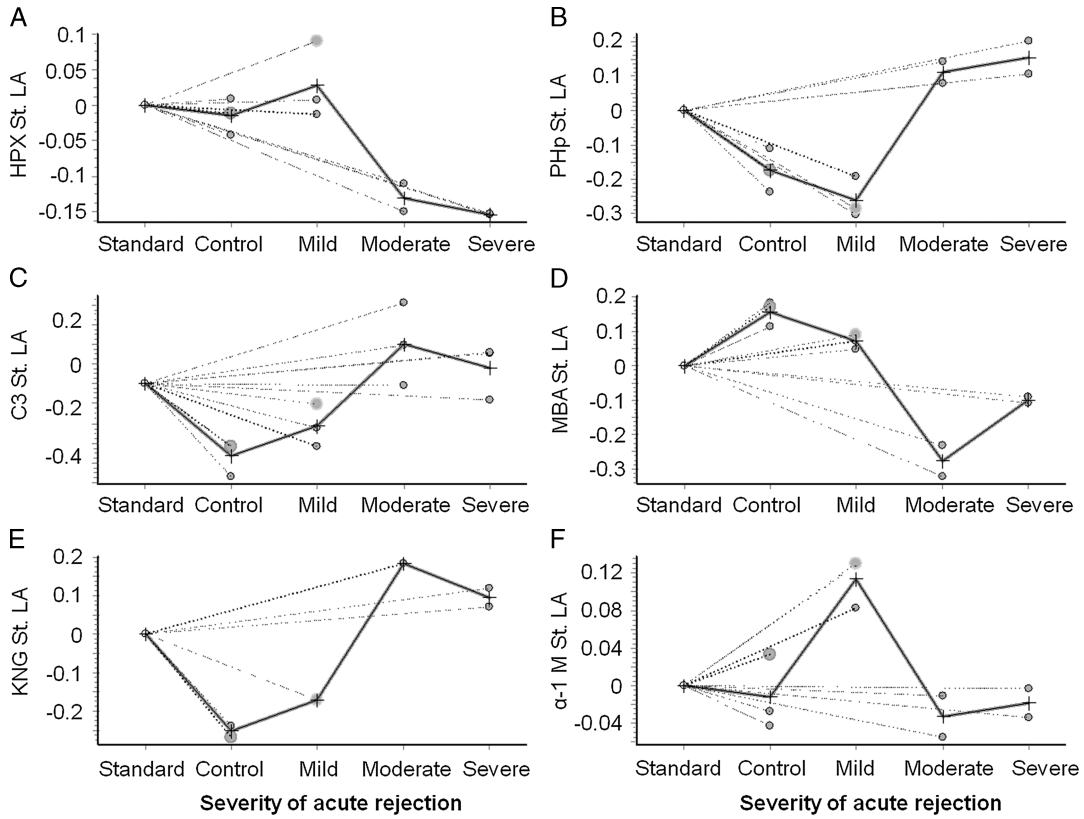 A
HPX St. LA
0.1
0.05
0
-0.05
-0.1
-0.15
Standard Control Mild Moderate Severe
B
PHp St. LA
0.2
0.1
0
-0.1
-0.2
-0.3
Standard Control Mild Moderate Severe
C
C3 St. LA
0.2
0
-0.2
-0.4
Standard Control Mild Moderate Severe
D
MBA St. LA
0.2
0.1
0
-0.1
-0.2
-0.3
Standard Control Mild Moderate Severe
E
KNG St. LA
0.2
0.1
0
-0.1
-0.2
Standard Control Mild Moderate Severe
Severity of acute rejection
F
α-1 M St. LA
0.12
0.08
0.04
0
-0.04
Standard Control Mild Moderate Severe
Severity of acute rejection